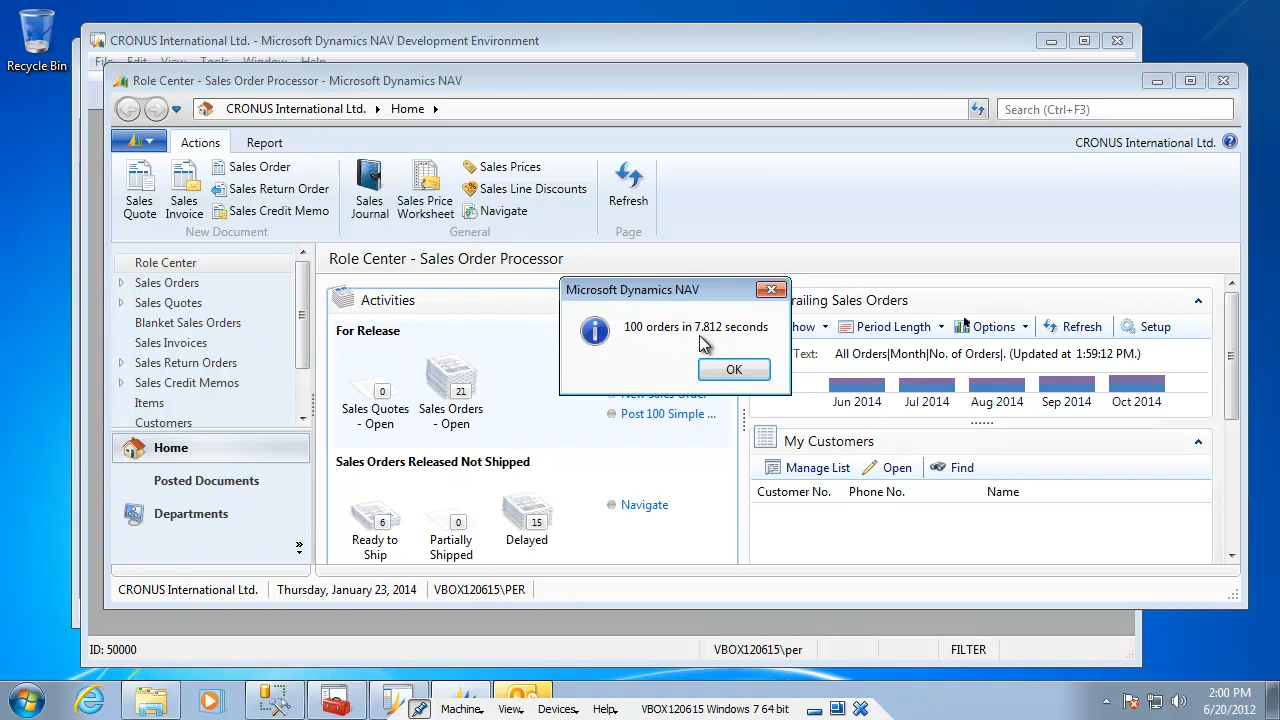 Recycle Bin
CRONUS International Ltd. - Microsoft Dynamics NAV Development Environment
File Edit View Tools Window Help
Role Center - Sales Order Processor - Microsoft Dynamics NAV
CRONUS International Ltd. Home
Search (Ctrl+F3)
Actions Report
CRONUS International Ltd.
Sales Quote
Sales Invoice
Sales Order
Sales Return Order
Sales Credit Memo
New Document
Sales Journal
Sales Price Worksheet
Sales Prices
Sales Line Discounts
Navigate
General
Refresh
Page
Role Center
Sales Orders
Sales Quotes
Blanket Sales Orders
Sales Invoices
Sales Return Orders
Sales Credit Memos
Items
Customers
Home
Posted Documents
Departments
Role Center - Sales Order Processor
Activities
For Release
0
Sales Quotes - Open
21
Sales Orders - Open
New Sales Order
Post 100 Simple ...
Sales Orders Released Not Shipped
6
Ready to Ship
0
Partially Shipped
15
Delayed
Navigate
Microsoft Dynamics NAV
100 orders in 7.812 seconds
OK
railing Sales Orders
how Period Length Options Refresh Setup
Text: All Orders|Month|No. of Orders|. (Updated at 1:59:12 PM.)
Jun 2014 Jul 2014 Aug 2014 Sep 2014 Oct 2014
My Customers
Manage List Open Find
Customer No. Phone No. Name
CRONUS International Ltd. Thursday, January 23, 2014 VBOX120615\PER
ID: 50000 VBOX120615\per FILTER
Machine View Devices Help VBOX120615 Windows 7 64 bit
2:00 PM
6/20/2012